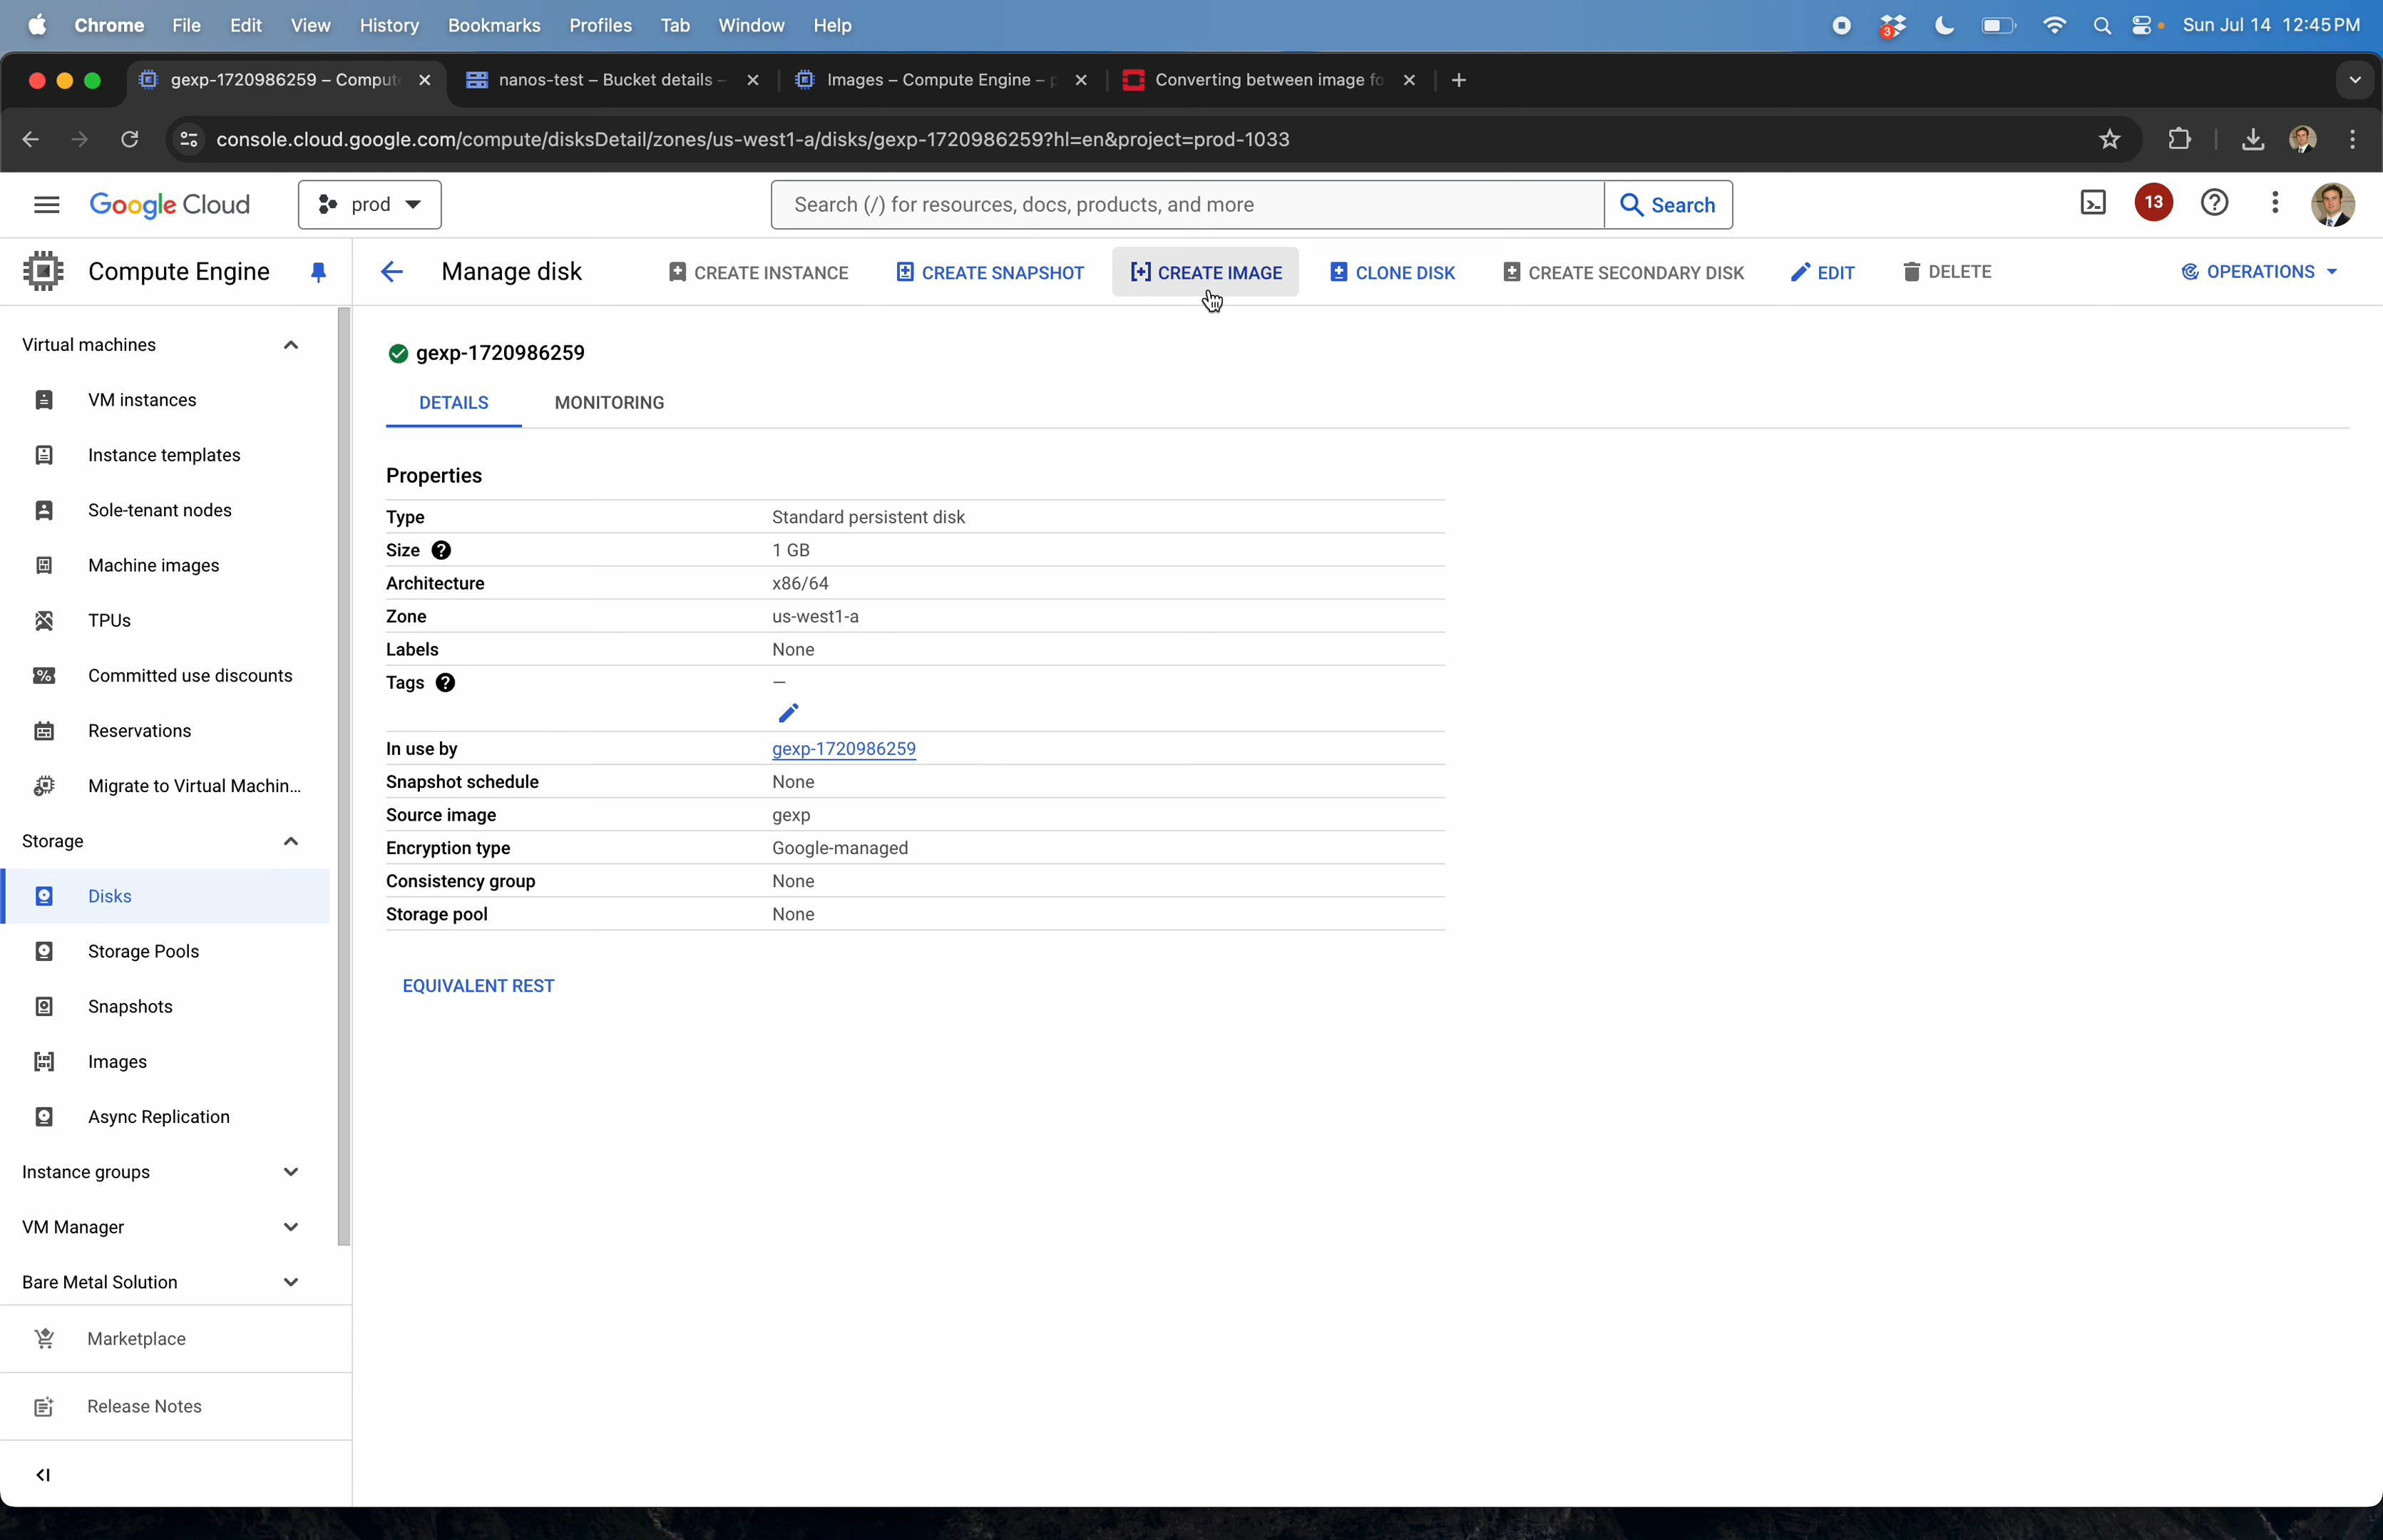 Chrome File Edit View History Bookmarks Profiles Tab Window Help 3 Sun Jul 14 12:45 PM
gexp-1720986259 – Compute nanos-test – Bucket details – Images – Compute Engine – p Converting between image fo
console.cloud.google.com/compute/disksDetail/zones/us-west1-a/disks/gexp-1720986259?hl=en&project=prod-1033
Google Cloud prod Search (/) for resources, docs, products, and more Search 13
Compute Engine Manage disk CREATE INSTANCE CREATE SNAPSHOT CREATE IMAGE CLONE DISK CREATE SECONDARY DISK EDIT DELETE OPERATIONS
Virtual machines
VM instances
Instance templates
Sole-tenant nodes
Machine images
TPUs
Committed use discounts
Reservations
Migrate to Virtual Machin...
Storage
Disks
Storage Pools
Snapshots
Images
Async Replication
Instance groups
VM Manager
Bare Metal Solution
Marketplace
Release Notes
gexp-1720986259
DETAILS MONITORING
Properties
Type Standard persistent disk
Size 1 GB
Architecture x86/64
Zone us-west1-a
Labels None
Tags —
In use by gexp-1720986259
Snapshot schedule None
Source image gexp
Encryption type Google-managed
Consistency group None
Storage pool None
EQUIVALENT REST